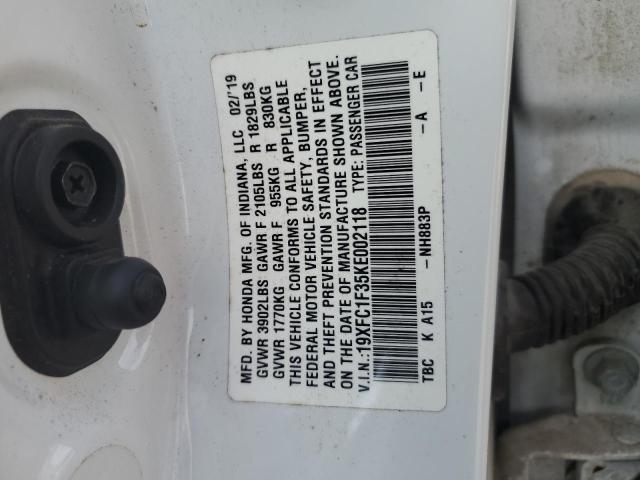 MFD. BY HONDA MFG. OF INDIANA, LLC 02/'19
GVWR 3902LBS GAWR F 2105LBS R 1829LBS
GVWR 1770KG GAWR F 955KG R 830KG
THIS VEHICLE CONFORMS TO ALL APPLICABLE
FEDERAL MOTOR VEHICLE SAFETY, BUMPER,
AND THEFT PREVENTION STANDARDS IN EFFECT
ON THE DATE OF MANUFACTURE SHOWN ABOVE.
V.I.N.:19XFC1F35KE002118 TYPE: PASSENGER CAR
TBC K A15 -NH883P -A -E